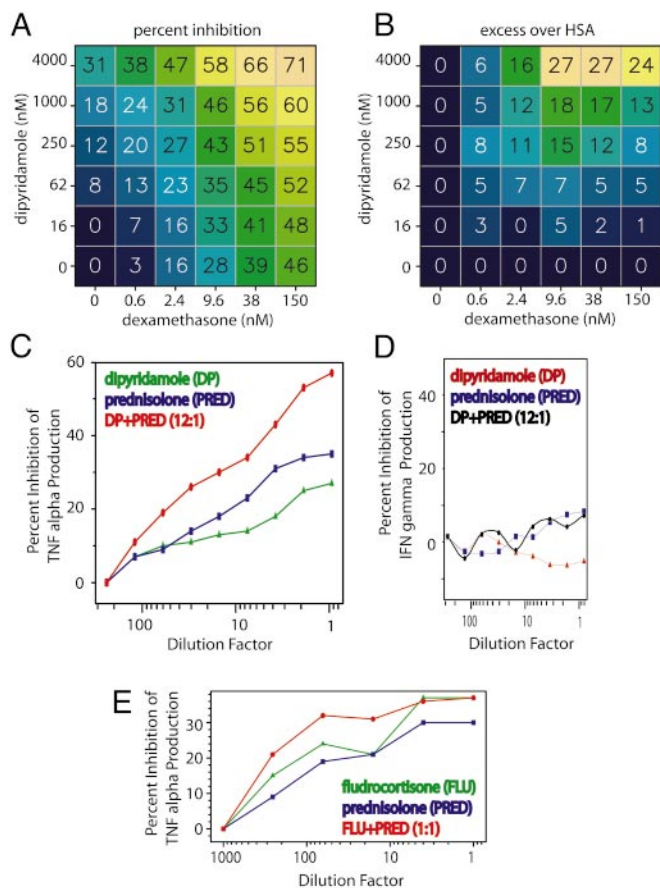 A
percent inhibition
dipyridamole (nM)
4000 31 38 47 58 66 71
1000 18 24 31 46 56 60
250 12 20 27 43 51 55
62 8 13 23 35 45 52
16 0 7 16 33 41 48
0 0 3 16 28 39 46
0 0.6 2.4 9.6 38 150
dexamethasone (nM)
B
excess over HSA
dipyridamole (nM)
4000 0 6 16 27 27 24
1000 0 5 12 18 17 13
250 0 8 11 15 12 8
62 0 5 7 7 5 5
16 0 3 0 5 2 1
0 0 0 0 0 0 0
0 0.6 2.4 9.6 38 150
dexamethasone (nM)
C
Percent Inhibition of
TNF alpha Production
60
40
20
0
dipyridamole (DP)
prednisolone (PRED)
DP+PRED (12:1)
100 10 1
Dilution Factor
D
Percent Inhibition of
IFN gamma Production
40
20
0
dipyridamole (DP)
prednisolone (PRED)
DP+PRED (12:1)
100 10 1
Dilution Factor
E
Percent Inhibition of
TNF alpha Production
30
20
10
0
fludrocortisone (FLU)
prednisolone (PRED)
FLU+PRED (1:1)
1000 100 10 1
Dilution Factor